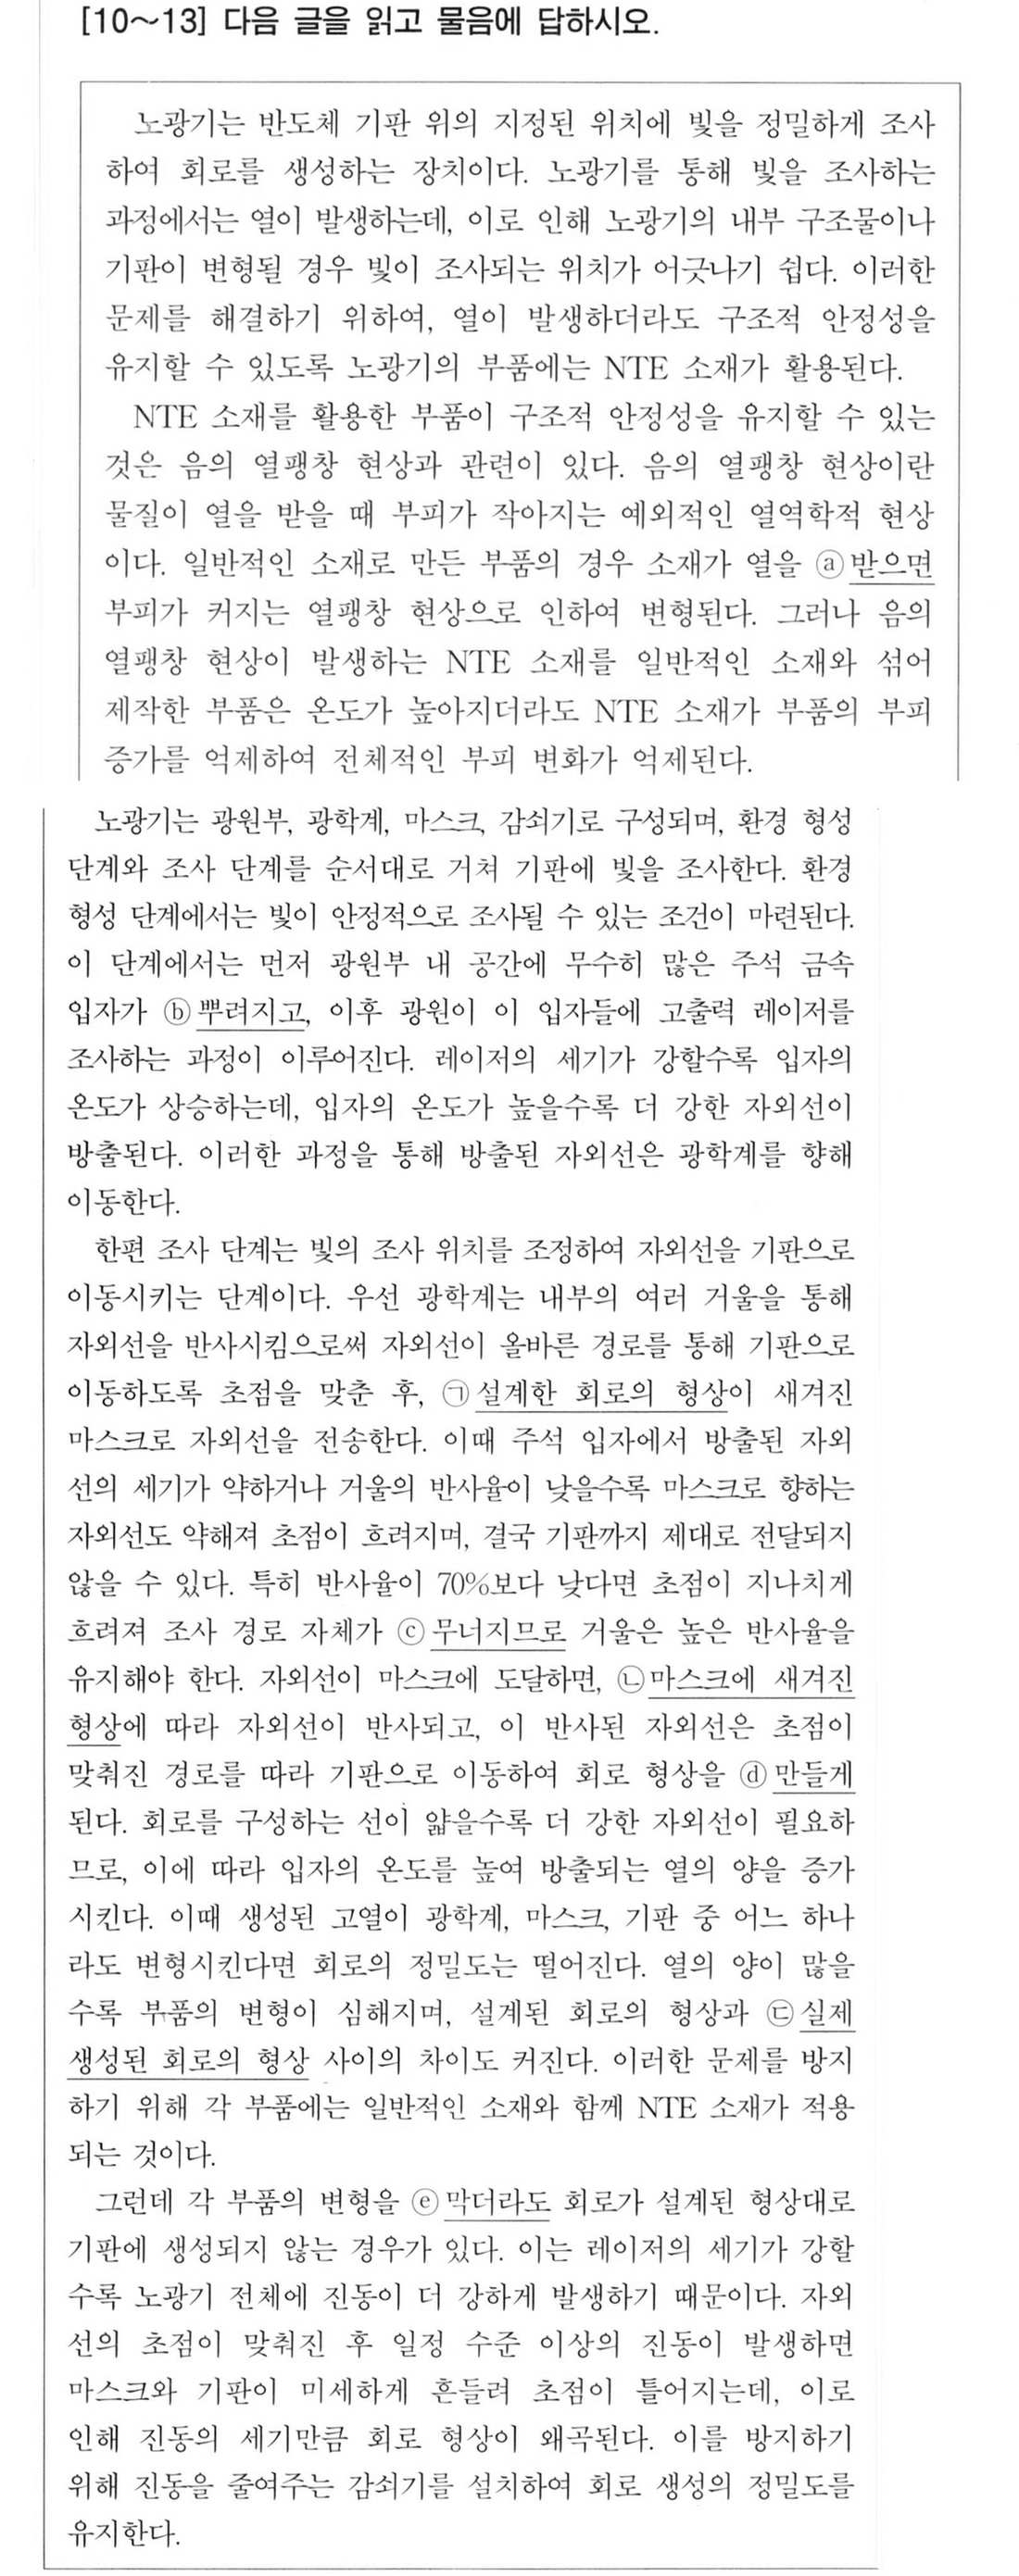 [10～13] 다음 글을 읽고 물음에 답하시오.
노광기는 반도체 기판 위의 지정된 위치에 빛을 정밀하게 조사
하여 회로를 생성하는 장치이다. 노광기를 통해 빛을 조사하는
과정에서는 열이 발생하는데, 이로 인해 노광기의 내부 구조물이나
기판이 변형될 경우 빛이 조사되는 위치가 어긋나기 쉽다. 이러한
문제를 해결하기 위하여, 열이 발생하더라도 구조적 안정성을
유지할 수 있도록 노광기의 부품에는 NTE 소재가 활용된다.
NTE 소재를 활용한 부품이 구조적 안정성을 유지할 수 있는
것은 음의 열팽창 현상과 관련이 있다. 음의 열팽창 현상이란
물질이 열을 받을 때 부피가 작아지는 예외적인 열역학적 현상
이다. 일반적인 소재로 만든 부품의 경우 소재가 열을 ⓐ받으면
부피가 커지는 열팽창 현상으로 인하여 변형된다. 그러나 음의
열팽창 현상이 발생하는 NTE 소재를 일반적인 소재와 섞어
제작한 부품은 온도가 높아지더라도 NTE 소재가 부품의 부피
증가를 억제하여 전체적인 부피 변화가 억제된다.
노광기는 광원부, 광학계, 마스크, 감쇠기로 구성되며, 환경 형성
단계와 조사 단계를 순서대로 거쳐 기판에 빛을 조사한다. 환경
형성 단계에서는 빛이 안정적으로 조사될 수 있는 조건이 마련된다.
이 단계에서는 먼저 광원부 내 공간에 무수히 많은 주석 금속
입자가 ⓑ뿌려지고, 이후 광원이 이 입자들에 고출력 레이저를
조사하는 과정이 이루어진다. 레이저의 세기가 강할수록 입자의
온도가 상승하는데, 입자의 온도가 높을수록 더 강한 자외선이
방출된다. 이러한 과정을 통해 방출된 자외선은 광학계를 향해
이동한다.
한편 조사 단계는 빛의 조사 위치를 조정하여 자외선을 기판으로
이동시키는 단계이다. 우선 광학계는 내부의 여러 거울을 통해
자외선을 반사시킴으로써 자외선이 올바른 경로를 통해 기판으로
이동하도록 초점을 맞춘 후, ㉠설계한 회로의 형상이 새겨진
마스크로 자외선을 전송한다. 이때 주석 입자에서 방출된 자외
선의 세기가 약하거나 거울의 반사율이 낮을수록 마스크로 향하는
자외선도 약해져 초점이 흐려지며, 결국 기판까지 제대로 전달되지
않을 수 있다. 특히 반사율이 70%보다 낮다면 초점이 지나치게
흐려져 조사 경로 자체가 ⓒ무너지므로 거울은 높은 반사율을
유지해야 한다. 자외선이 마스크에 도달하면, ㉡마스크에 새겨진
형상에 따라 자외선이 반사되고, 이 반사된 자외선은 초점이
맞춰진 경로를 따라 기판으로 이동하여 회로 형상을 ⓓ만들게
된다. 회로를 구성하는 선이 얇을수록 더 강한 자외선이 필요하
므로, 이에 따라 입자의 온도를 높여 방출되는 열의 양을 증가
시킨다. 이때 생성된 고열이 광학계, 마스크, 기판 중 어느 하나
라도 변형시킨다면 회로의 정밀도는 떨어진다. 열의 양이 많을
수록 부품의 변형이 심해지며, 설계된 회로의 형상과 ㉢실제
생성된 회로의 형상 사이의 차이도 커진다. 이러한 문제를 방지
하기 위해 각 부품에는 일반적인 소재와 함께 NTE 소재가 적용
되는 것이다.
그런데 각 부품의 변형을 ⓔ막더라도 회로가 설계된 형상대로
기판에 생성되지 않는 경우가 있다. 이는 레이저의 세기가 강할
수록 노광기 전체에 진동이 더 강하게 발생하기 때문이다. 자외
선의 초점이 맞춰진 후 일정 수준 이상의 진동이 발생하면
마스크와 기판이 미세하게 흔들려 초점이 틀어지는데, 이로
인해 진동의 세기만큼 회로 형상이 왜곡된다. 이를 방지하기
위해 진동을 줄여주는 감쇠기를 설치하여 회로 생성의 정밀도를
유지한다.